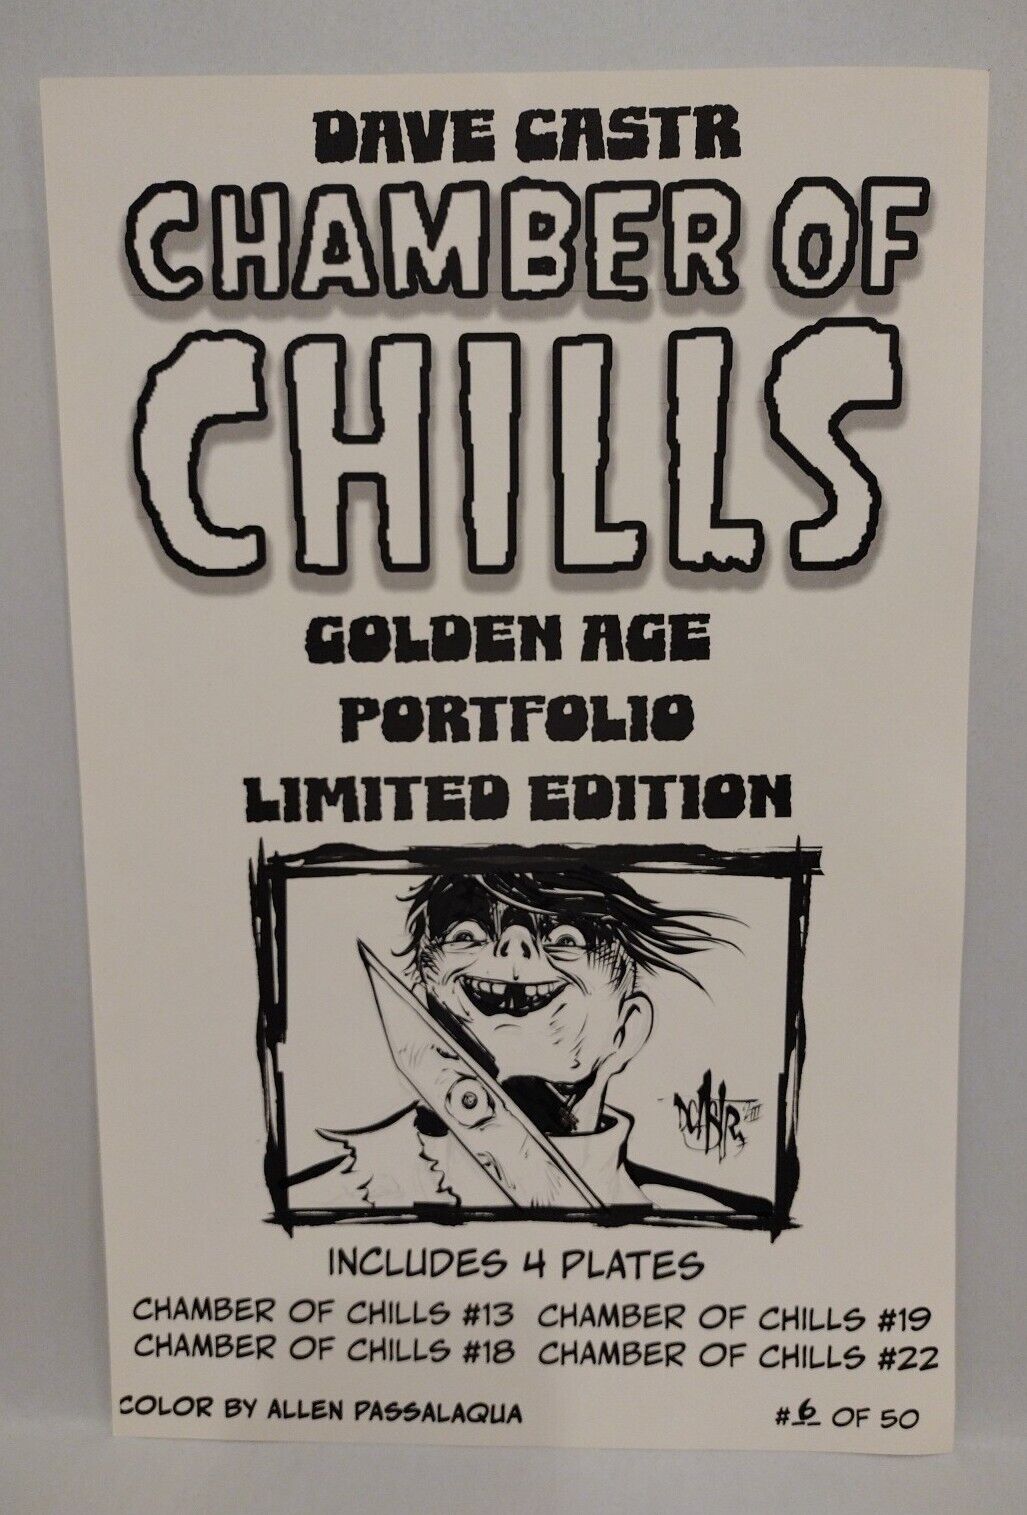 DAVE CASTR
CHAMBER OF
CHILLS
GOLDEN AGE
PORTFOLIO
LIMITED EDITION
DCASTR
INCLUDES 4 PLATES
CHAMBER OF CHILLS #13 CHAMBER OF CHILLS #19
CHAMBER OF CHILLS #18 CHAMBER OF CHILLS #22
COLOR BY ALLEN PASSALAQUA #6 OF 50